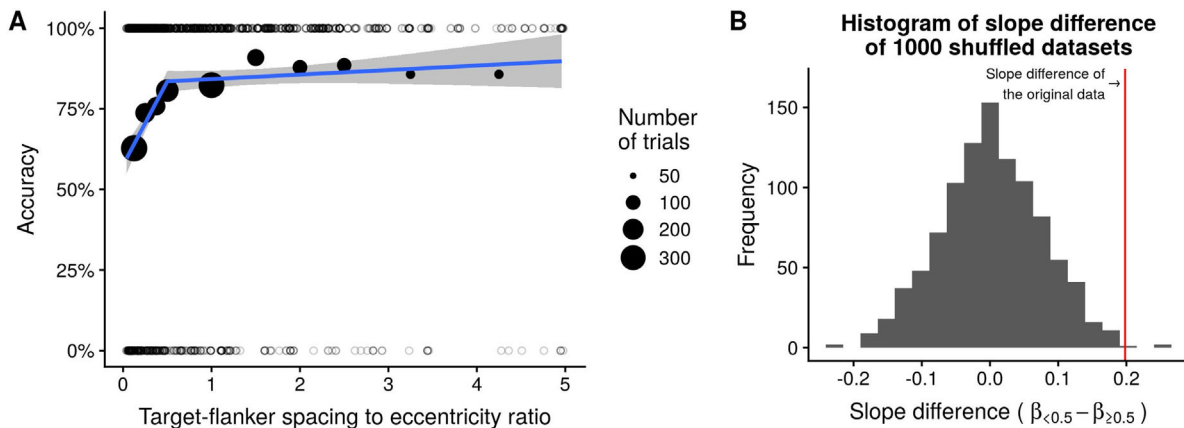 A
100%
75%
50%
25%
0%
Accuracy
0
1
2
3
4
5
Target-flanker spacing to eccentricity ratio
Number
of trials
50
100
200
300
B
Histogram of slope difference
of 1000 shuffled datasets
Slope difference of →
the original data
150
100
50
0
Frequency
-0.2
-0.1
0.0
0.1
0.2
Slope difference ( β<0.5 − β≥0.5 )